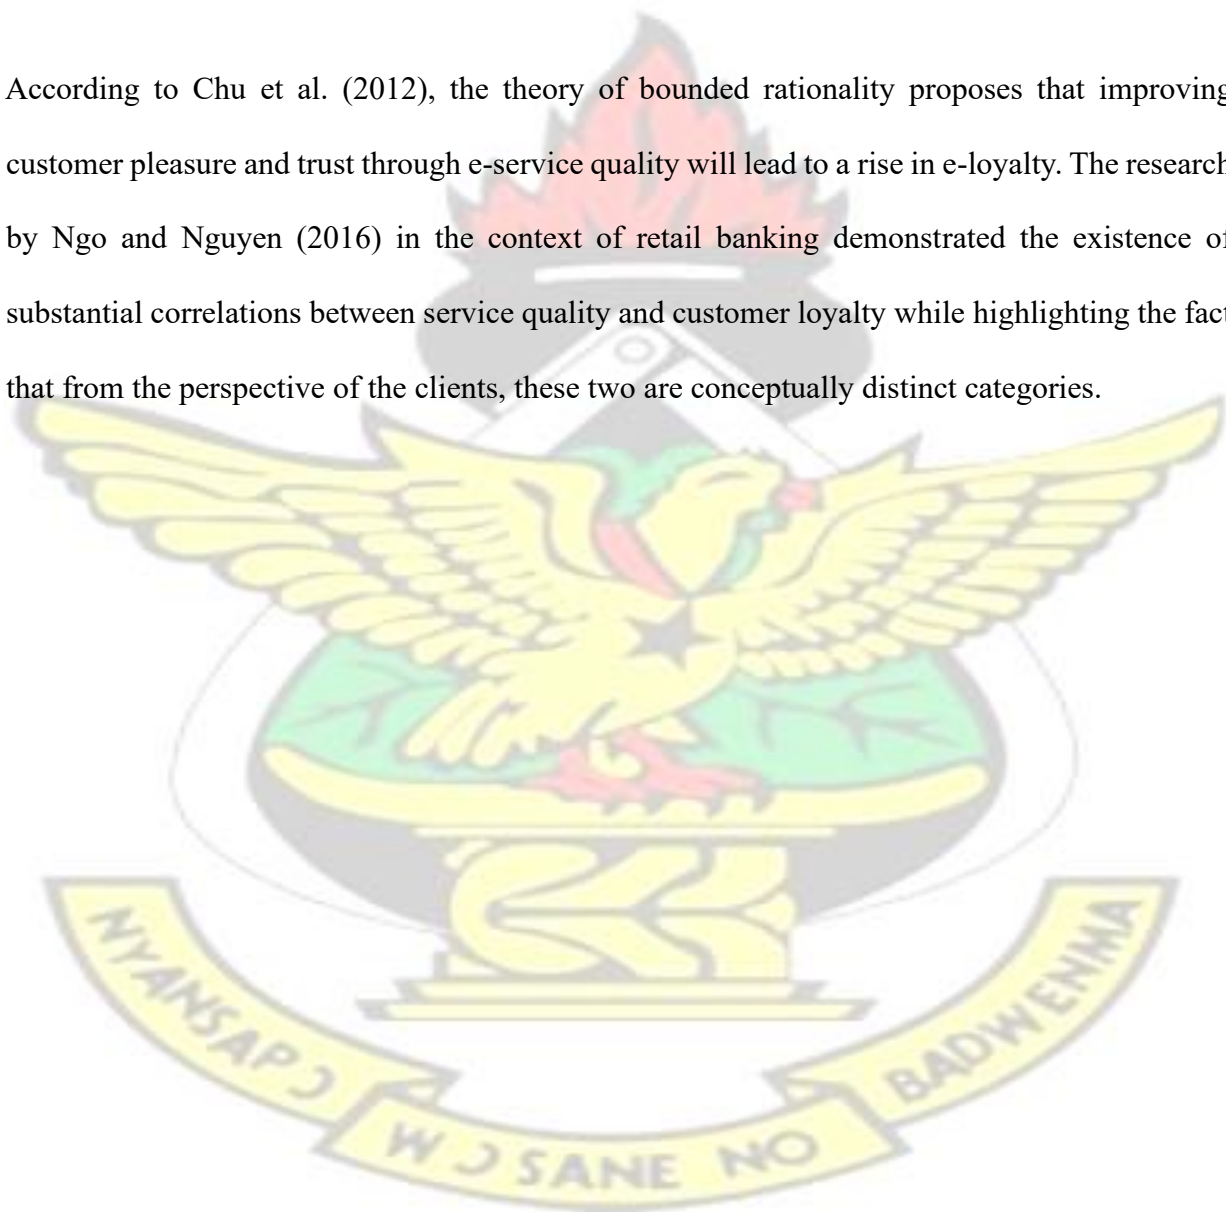 According to Chu et al. (2012), the theory of bounded rationality proposes that improving
customer pleasure and trust through e-service quality will lead to a rise in e-loyalty. The research
by Ngo and Nguyen (2016) in the context of retail banking demonstrated the existence of
substantial correlations between service quality and customer loyalty while highlighting the fact
that from the perspective of the clients, these two are conceptually distinct categories.
NYANSAPƆ
WƆSANE NO
BADWENMA